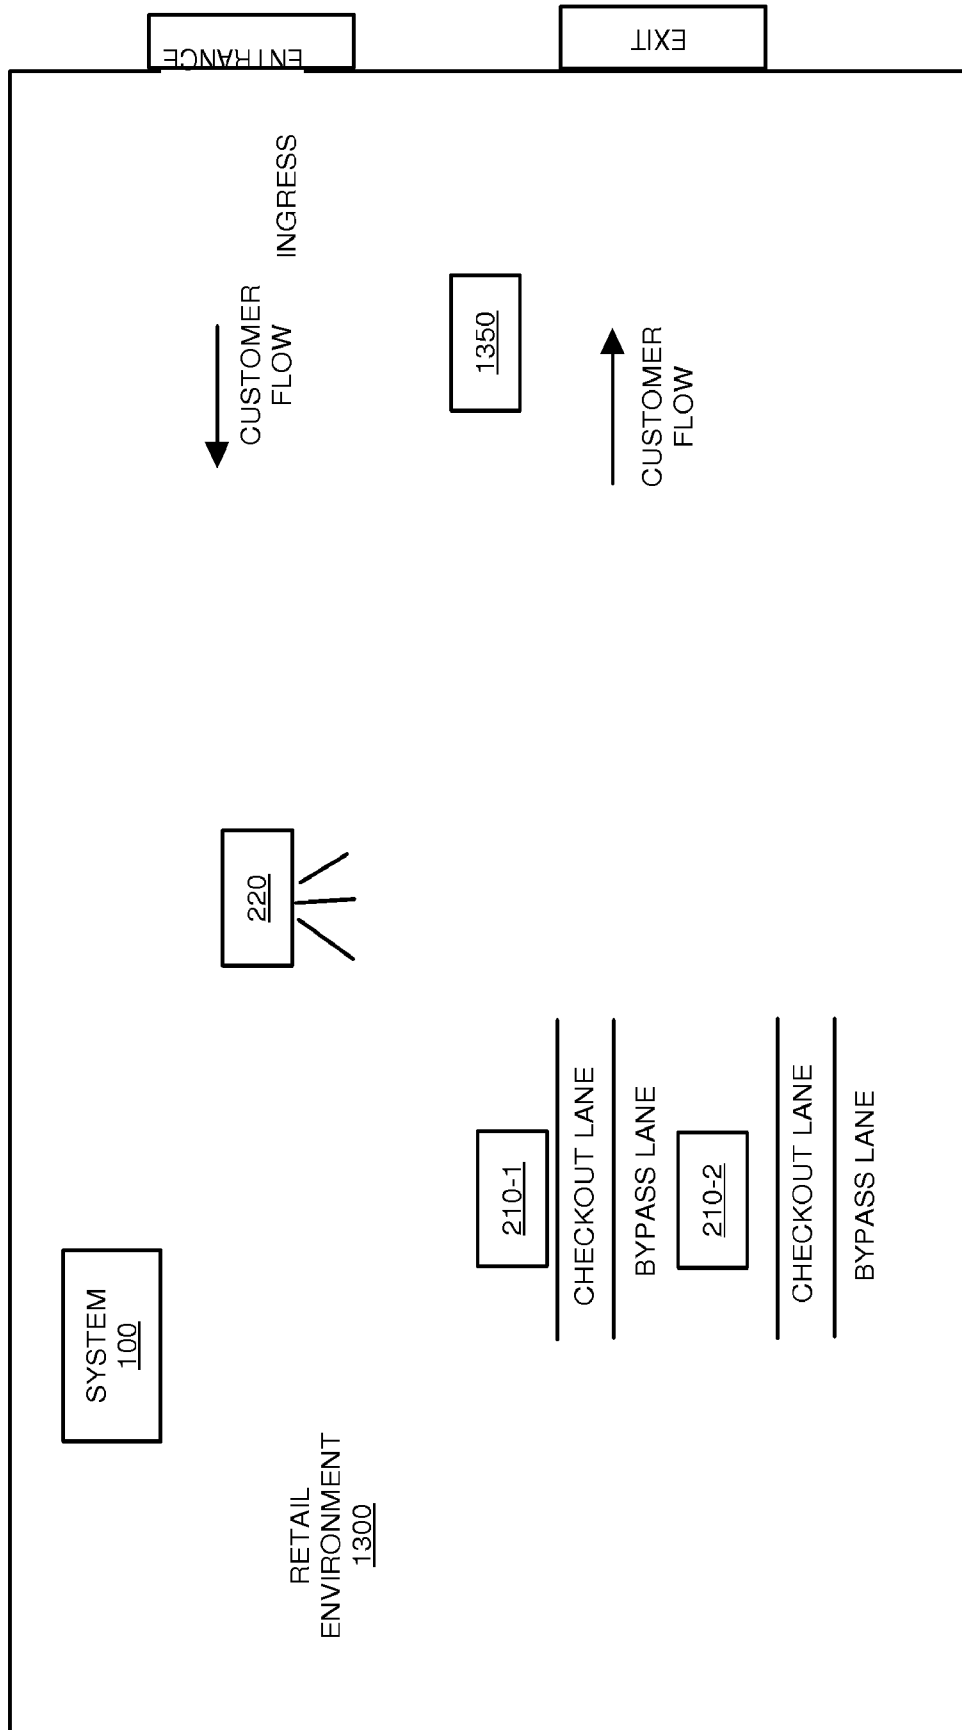 ENTRANCE
EXIT
INGRESS
CUSTOMER
FLOW
1350
CUSTOMER
FLOW
220
210-1
CHECKOUT LANE
BYPASS LANE
210-2
CHECKOUT LANE
BYPASS LANE
SYSTEM
100
RETAIL
ENVIRONMENT
1300